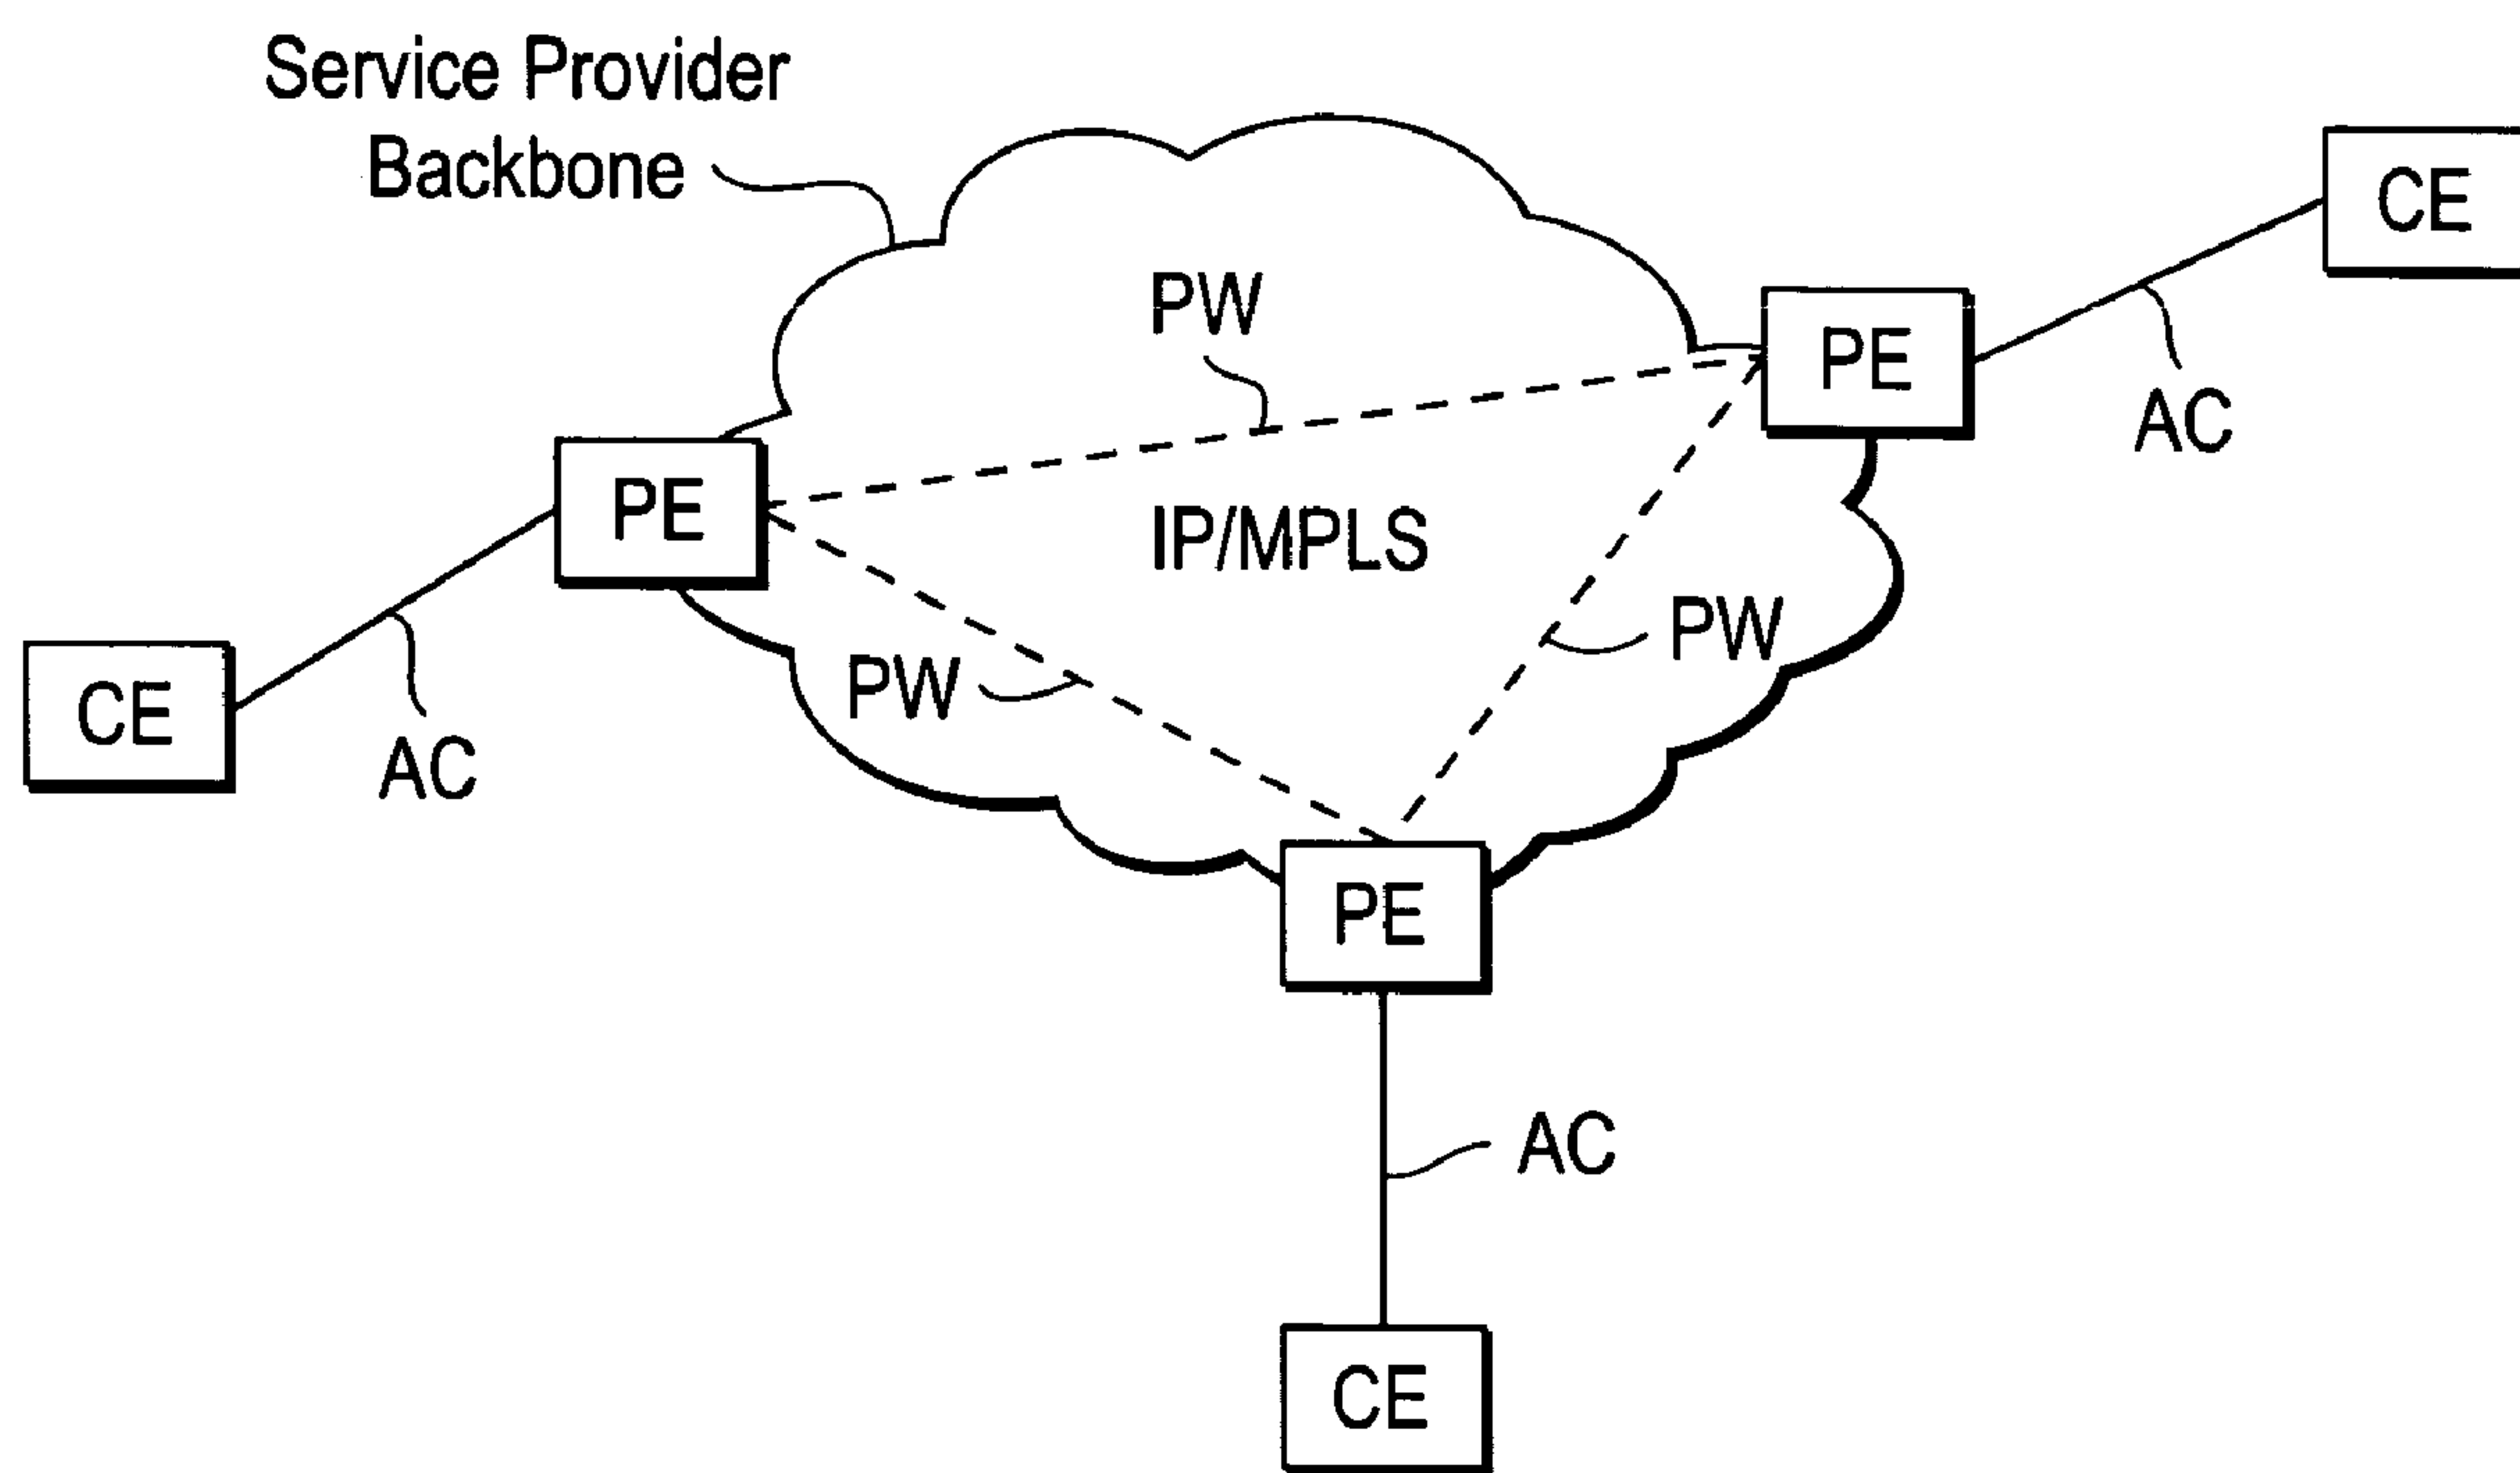 Service Provider
Backbone
CE
PW
PE
AC
PE
IP/MPLS
PW
PW
CE
AC
PE
AC
CE